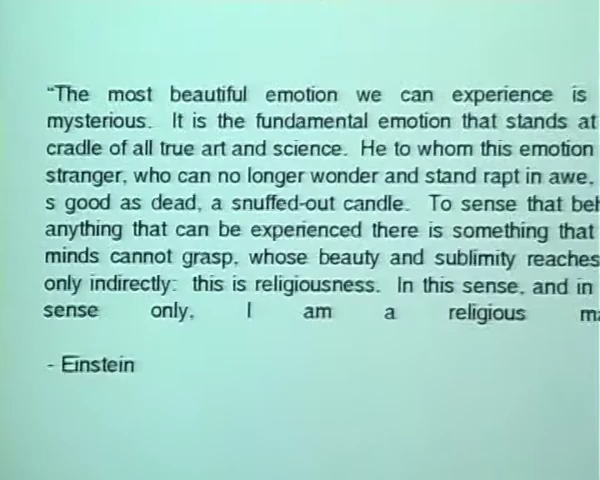 “The most beautiful emotion we can experience is
mysterious. It is the fundamental emotion that stands at
cradle of all true art and science. He to whom this emotion
stranger, who can no longer wonder and stand rapt in awe,
s good as dead, a snuffed-out candle. To sense that beh
anything that can be experienced there is something that
minds cannot grasp, whose beauty and sublimity reaches
only indirectly: this is religiousness. In this sense, and in
sense only, I am a religious ma
- Einstein